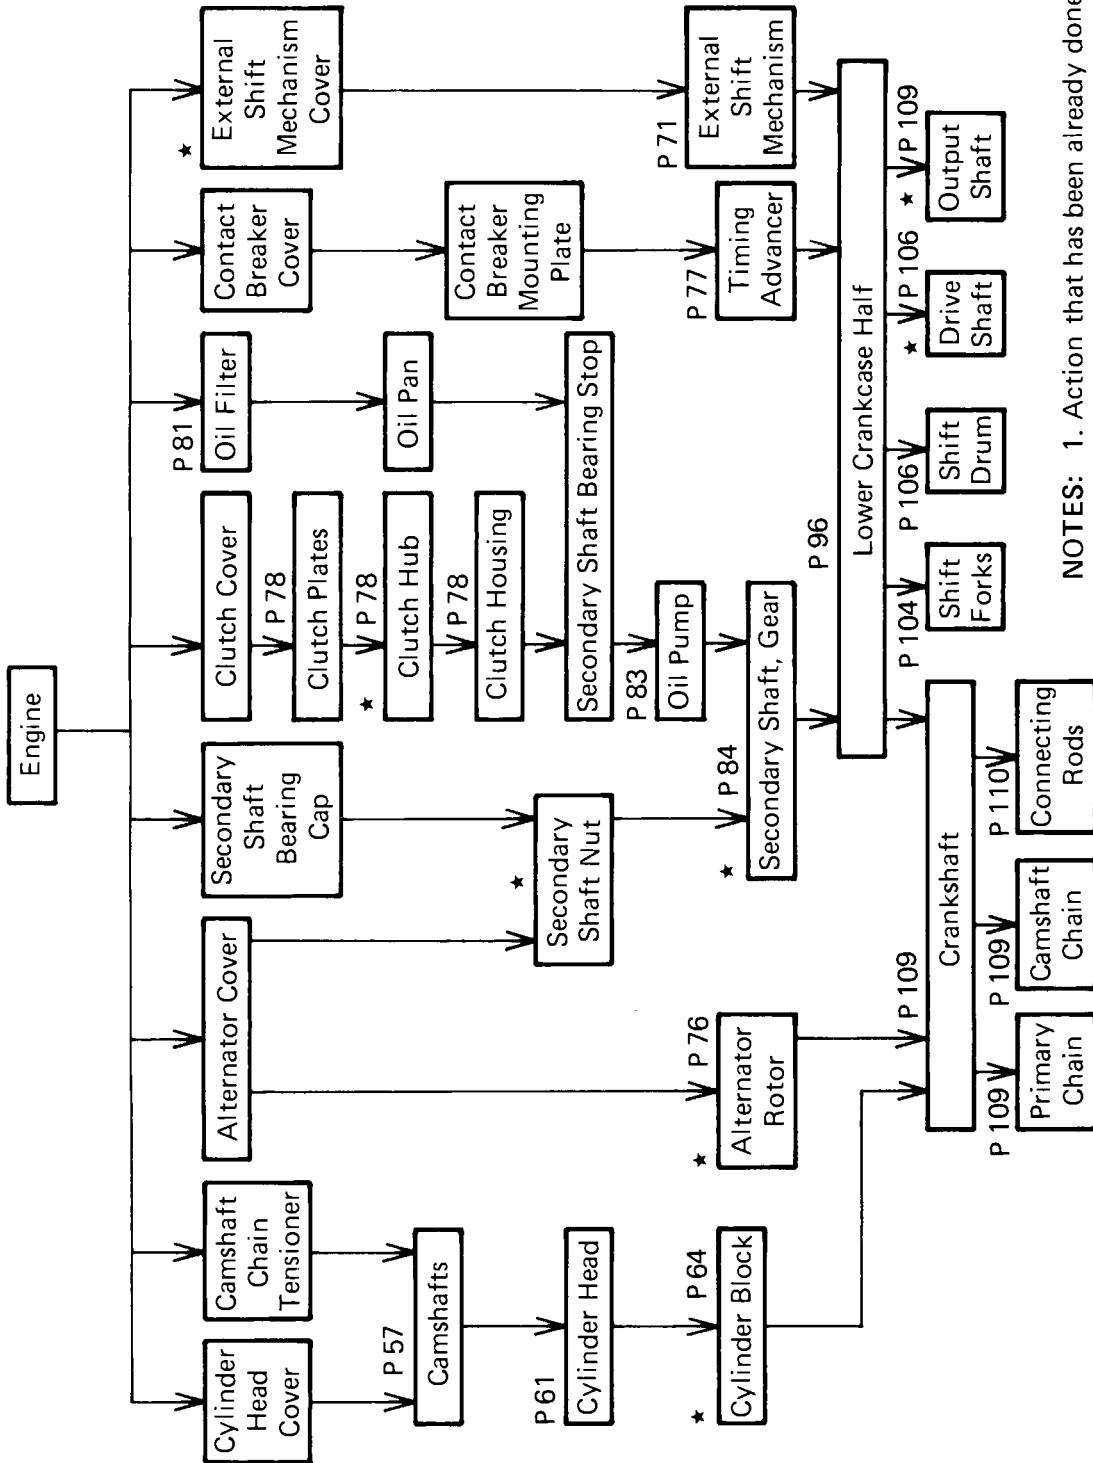 Engine
Cylinder
Head
Cover
Camshaft
Chain
Tensioner
Alternator Cover
Secondary
Shaft
Bearing
Cap
Clutch Cover
P 81
Oil Filter
Contact
Breaker
Cover
★
External
Shift
Mechanism
Cover
P 78
Clutch Plates
P 57
Camshafts
★
P 78
Clutch Hub
Oil Pan
Contact
Breaker
Mounting
Plate
P 78
Clutch Housing
★
Secondary
Shaft Nut
P 61
Cylinder Head
Secondary Shaft Bearing Stop
P 83
Oil Pump
P 71
External
Shift
Mechanism
★
P 64
Cylinder Block
★
P 76
Alternator
Rotor
★
P 84
Secondary Shaft, Gear
P 77
Timing
Advancer
P 96
Lower Crankcase Half
P 109
Crankshaft
P 104
Shift
Forks
P 106
Shift
Drum
★
P 106
Drive
Shaft
★
P 109
Output
Shaft
P 109
Primary
Chain
P 109
Camshaft
Chain
P 110
Connecting
Rods
NOTES: 1. Action that has been already done